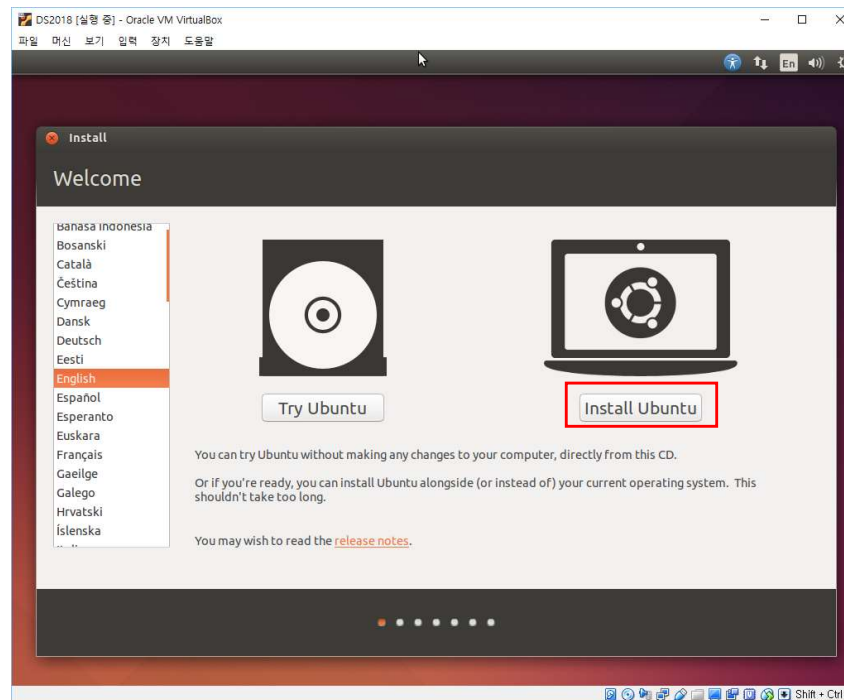 DS2018 [실행 중] - Oracle VM VirtualBox
파일 머신 보기 입력 장치 도움말
En
Install
Welcome
Bahasa Indonesia
Bosanski
Català
Čeština
Cymraeg
Dansk
Deutsch
Eesti
English
Español
Esperanto
Euskara
Français
Gaeilge
Galego
Hrvatski
Íslenska
Try Ubuntu
Install Ubuntu
You can try Ubuntu without making any changes to your computer, directly from this CD.
Or if you're ready, you can install Ubuntu alongside (or instead of) your current operating system. This
shouldn't take too long.
You may wish to read the release notes.
Shift + Ctrl